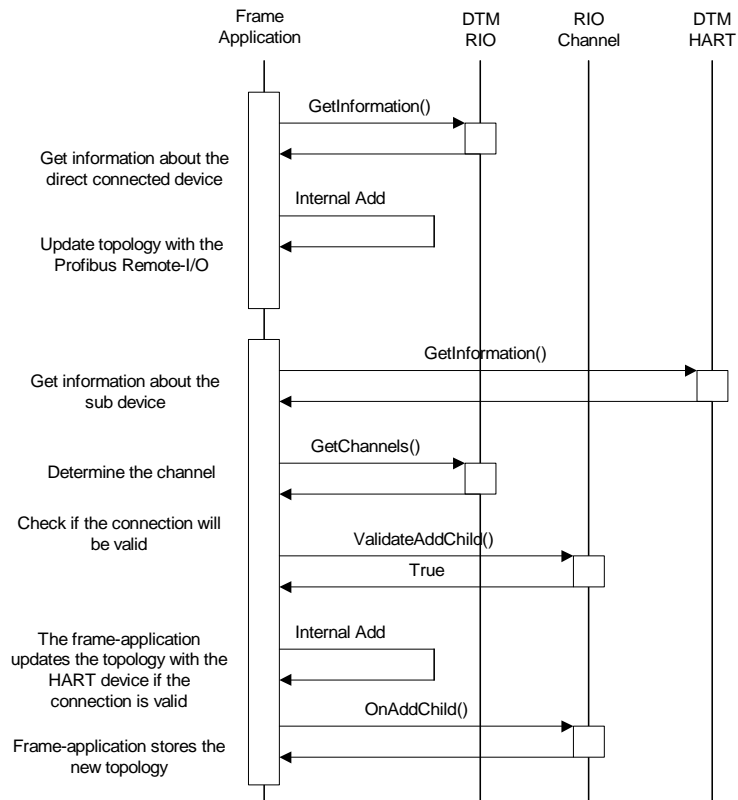 Frame
Application
DTM
RIO
RIO
Channel
DTM
HART
GetInformation()
Get information about the
direct connected device
Internal Add
Update topology with the
Profibus Remote-I/O
GetInformation()
Get information about the
sub device
GetChannels()
Determine the channel
Check if the connection will
be valid
ValidateAddChild()
True
The frame-application
updates the topology with the
HART device if the
connection is valid
Internal Add
OnAddChild()
Frame-application stores the
new topology